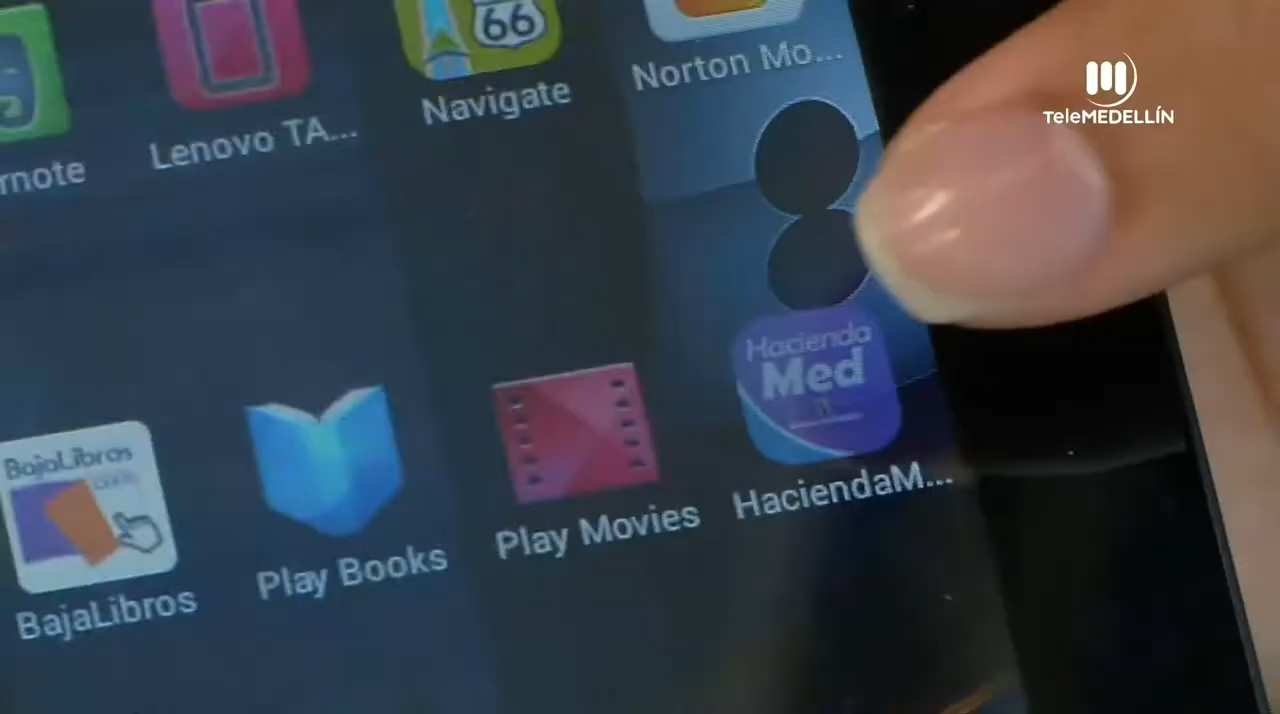 66
Navigate
Norton Mo...
TeleMEDELLÍN
rnote
Lenovo TA...
Hacienda
Med
BajaLibros
.com
BajaLibros
Play Books
Play Movies
HaciendaM...